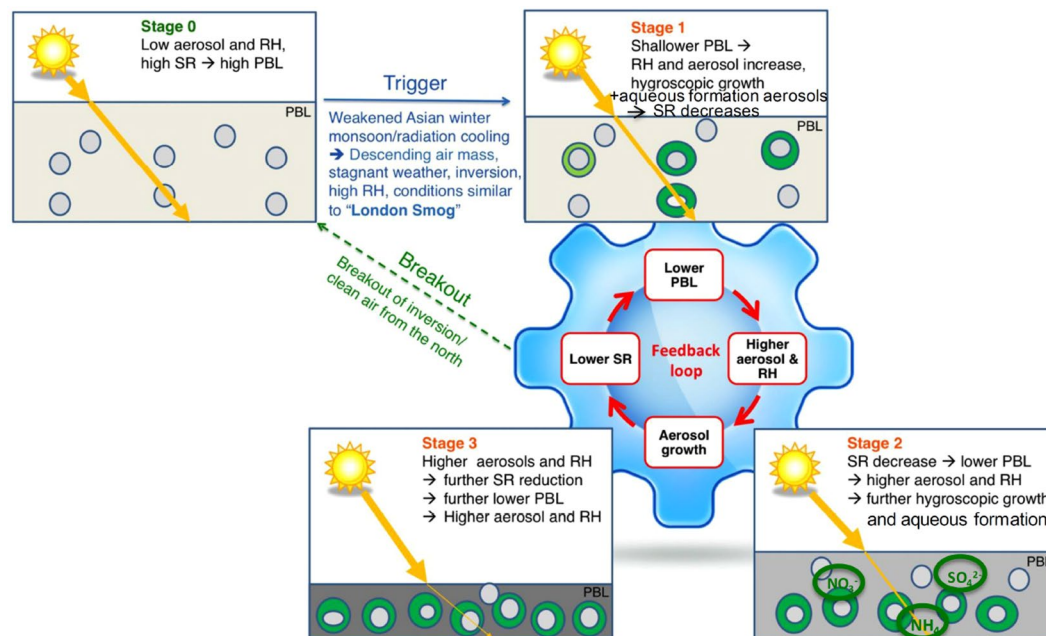 Stage 0
Low aerosol and RH,
high SR → high PBL
PBL
Trigger
Weakened Asian winter
monsoon/radiation cooling
→ Descending air mass,
stagnant weather, inversion,
high RH, conditions similar
to “London Smog”
Stage 1
Shallower PBL →
RH and aerosol increase,
hygroscopic growth
+aqueous formation aerosols
→ SR decreases
PBL
Breakout
Breakout of inversion/
clean air from the north
Lower
PBL
Lower SR
Feedback
loop
Higher
aerosol &
RH
Aerosol
growth
Stage 3
Higher aerosols and RH
→ further SR reduction
→ further lower PBL
→ Higher aerosol and RH
PBL
Stage 2
SR decrease → lower PBL
→ higher aerosol and RH
→ further hygroscopic growth
and aqueous formation
PBL
NO₃⁻
SO₄²⁻
NH₄